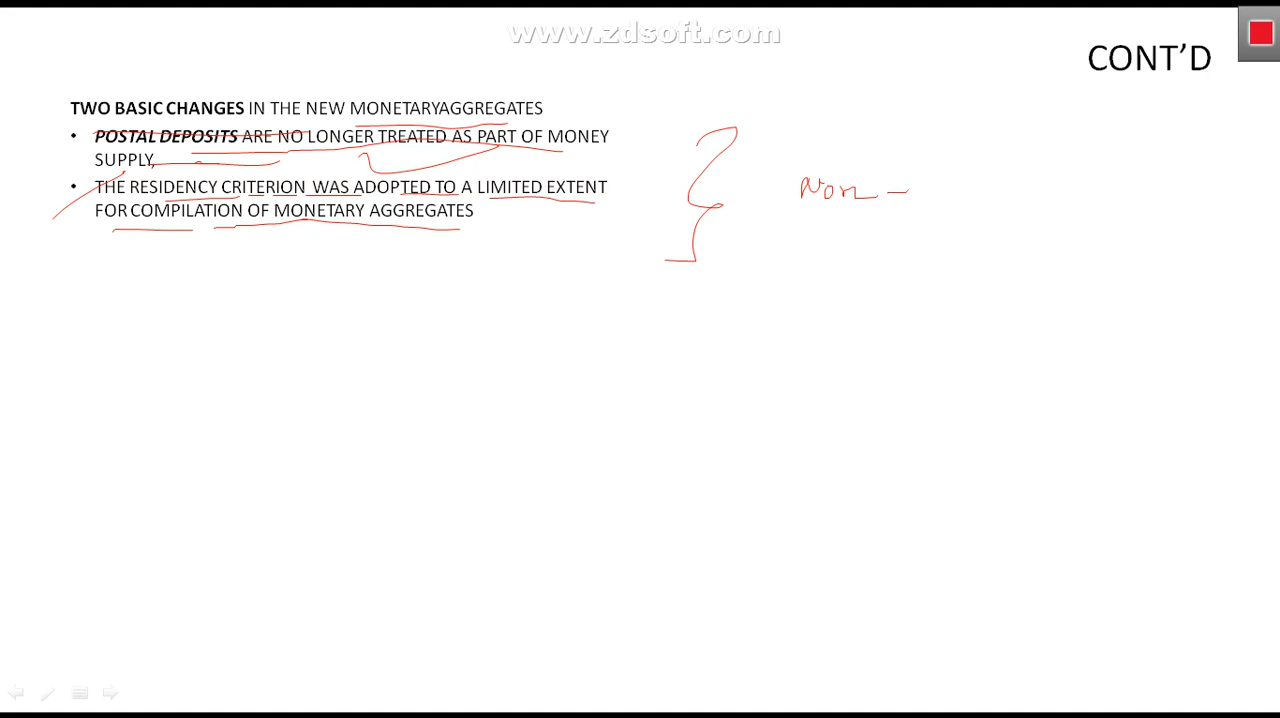 www.zdsoft.com
CONT’D
TWO BASIC CHANGES IN THE NEW MONETARYAGGREGATES
• POSTAL DEPOSITS ARE NO LONGER TREATED AS PART OF MONEY
SUPPLY,
• THE RESIDENCY CRITERION WAS ADOPTED TO A LIMITED EXTENT
FOR COMPILATION OF MONETARY AGGREGATES
Non -